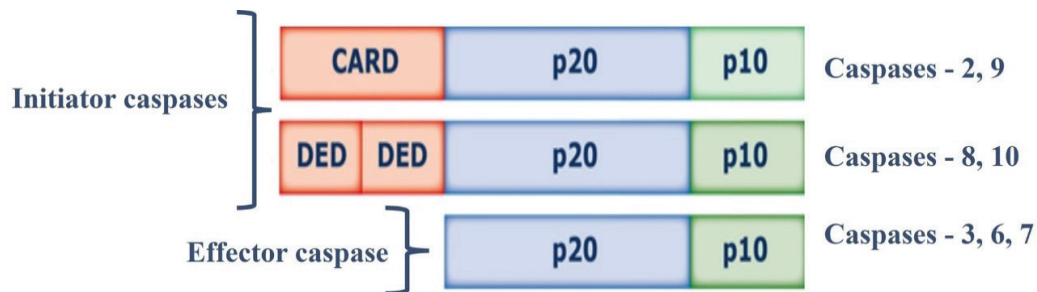 CARD p20 p10 Caspases - 2, 9
Initiator caspases
DED DED p20 p10 Caspases - 8, 10
Effector caspase p20 p10 Caspases - 3, 6, 7